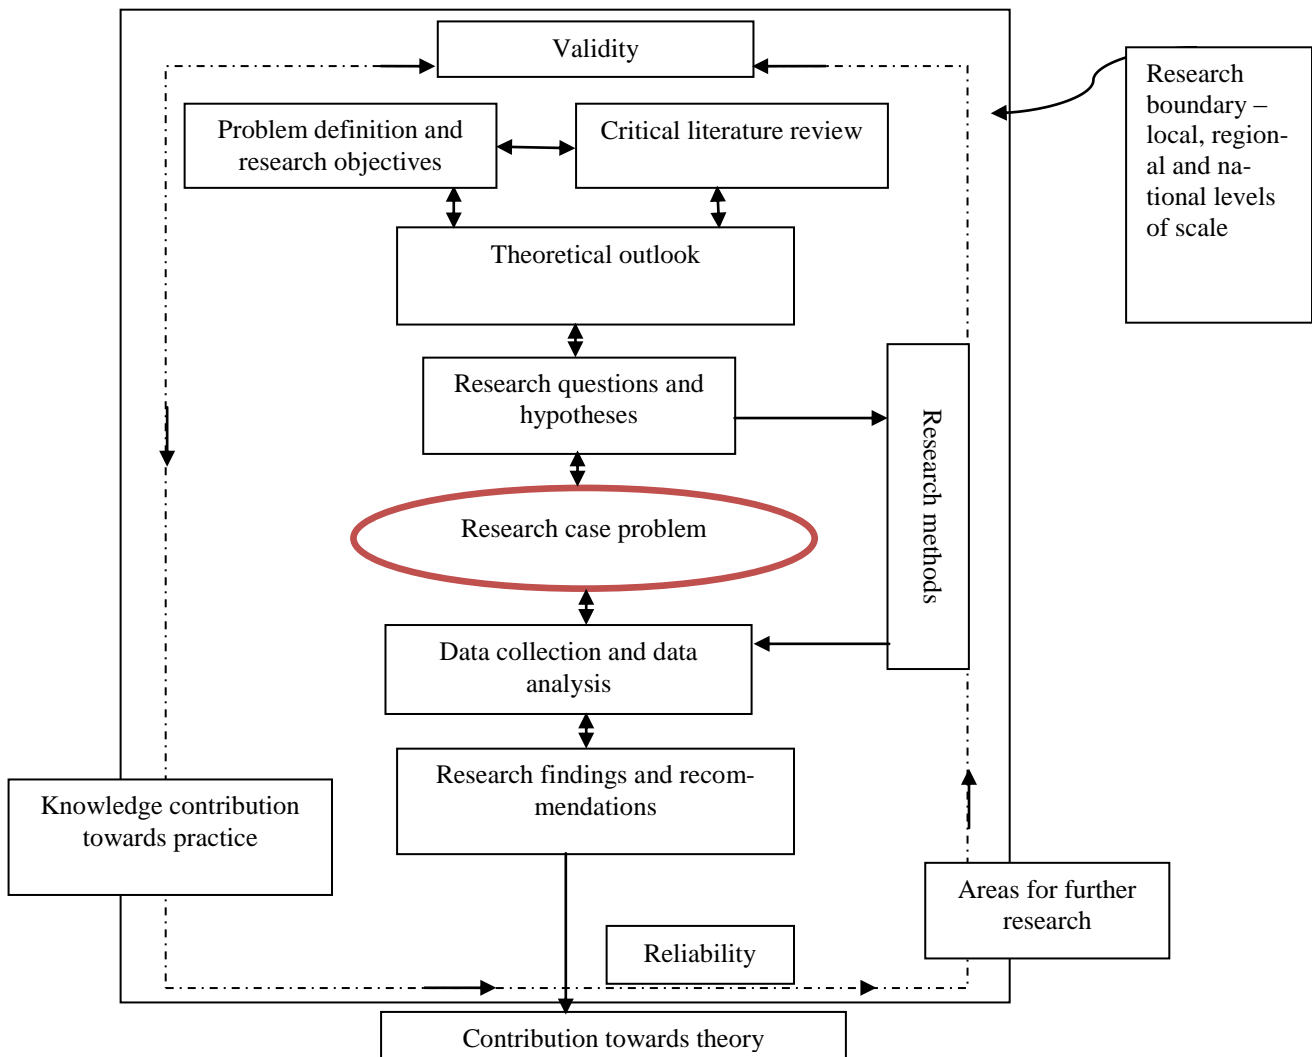 Validity
Problem definition and
research objectives
Critical literature review
Research
boundary –
local, region-
al and na-
tional levels
of scale
Theoretical outlook
Research questions and
hypotheses
Research methods
Research case problem
Data collection and data
analysis
Research findings and recom-
mendations
Knowledge contribution
towards practice
Areas for further
research
Reliability
Contribution towards theory